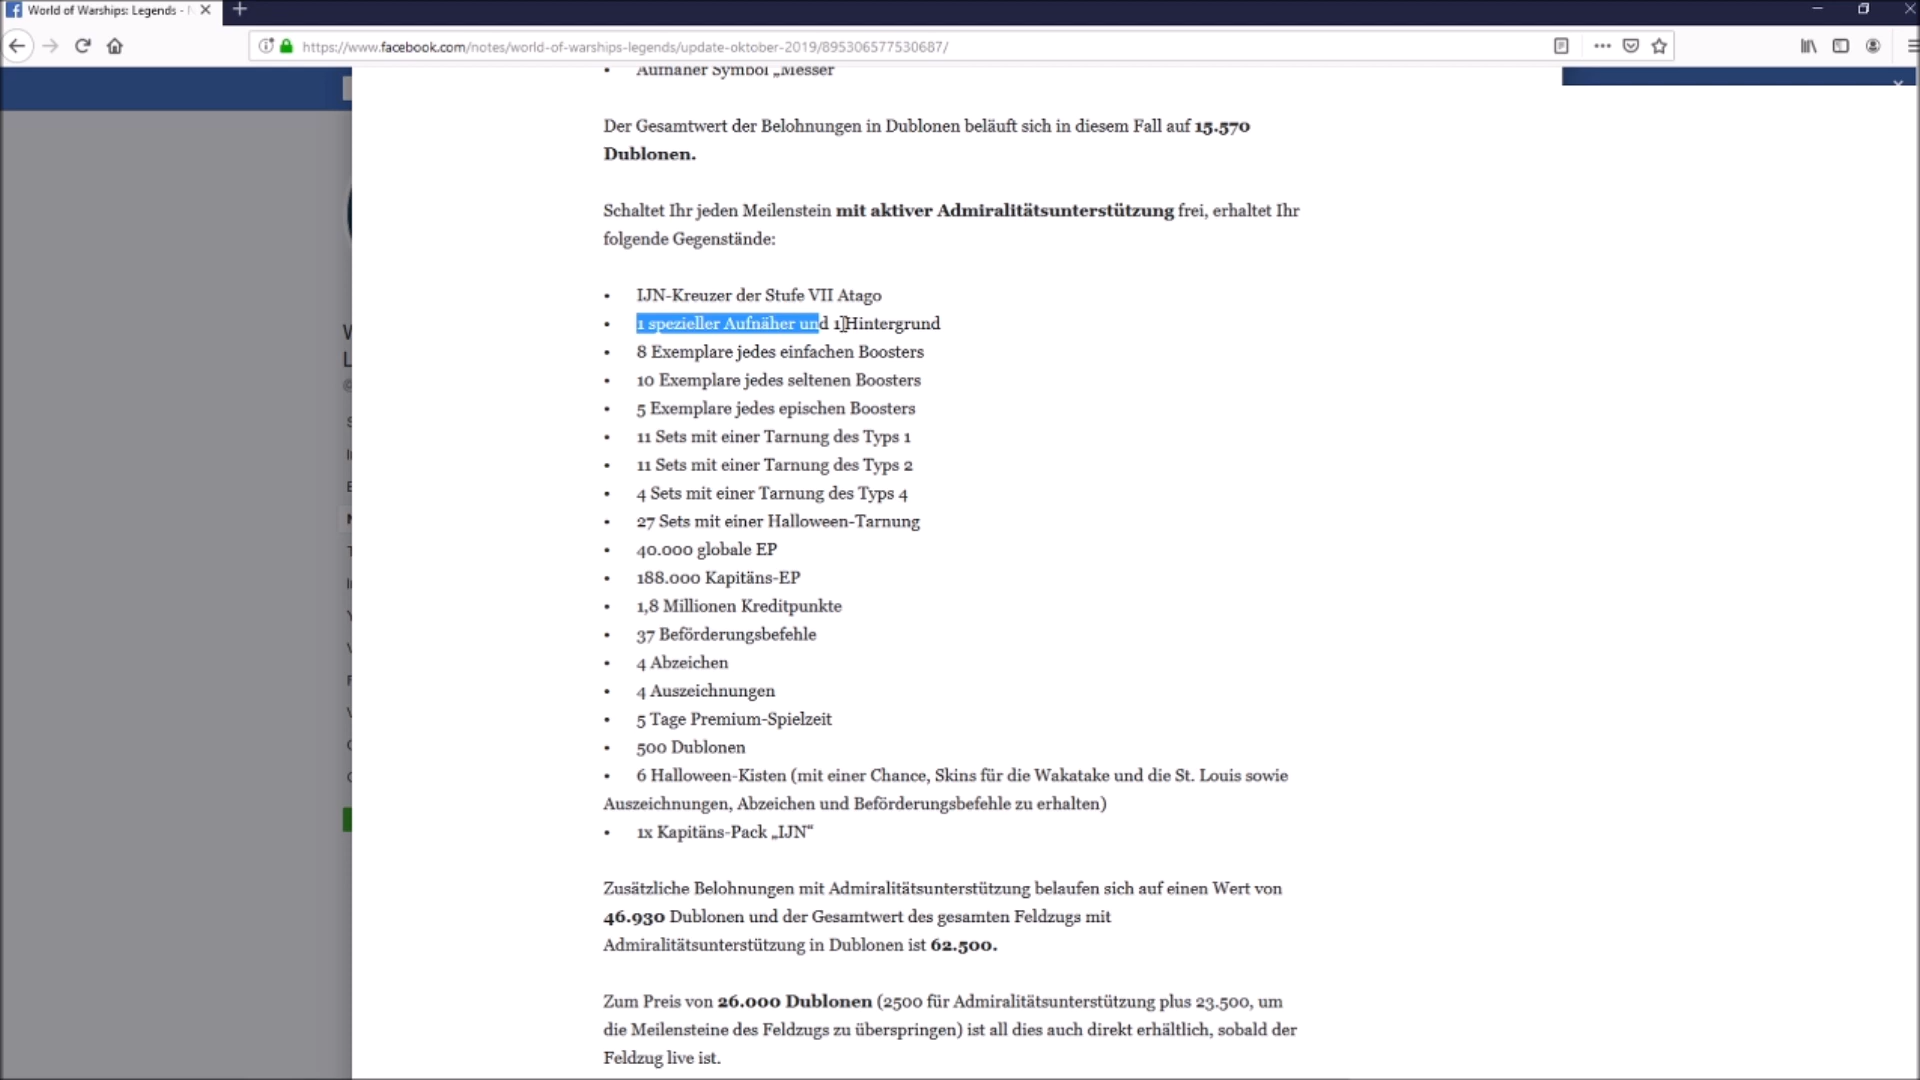 World of Warships: Legends -
https://www.facebook.com/notes/world-of-warships-legends/update-oktober-2019/895306577530687/
• Aufnäher Symbol „Messer
Der Gesamtwert der Belohnungen in Dublonen beläuft sich in diesem Fall auf 15.570
Dublonen.
Schaltet Ihr jeden Meilenstein mit aktiver Admiralitätsunterstützung frei, erhaltet Ihr
folgende Gegenstände:
• IJN-Kreuzer der Stufe VII Atago
• 1 spezieller Aufnäher und 1 Hintergrund
• 8 Exemplare jedes einfachen Boosters
• 10 Exemplare jedes seltenen Boosters
• 5 Exemplare jedes epischen Boosters
• 11 Sets mit einer Tarnung des Typs 1
• 11 Sets mit einer Tarnung des Typs 2
• 4 Sets mit einer Tarnung des Typs 4
• 27 Sets mit einer Halloween-Tarnung
• 40.000 globale EP
• 188.000 Kapitäns-EP
• 1,8 Millionen Kreditpunkte
• 37 Beförderungsbefehle
• 4 Abzeichen
• 4 Auszeichnungen
• 5 Tage Premium-Spielzeit
• 500 Dublonen
• 6 Halloween-Kisten (mit einer Chance, Skins für die Wakatake und die St. Louis sowie
Auszeichnungen, Abzeichen und Beförderungsbefehle zu erhalten)
• 1x Kapitäns-Pack „IJN“
Zusätzliche Belohnungen mit Admiralitätsunterstützung belaufen sich auf einen Wert von
46.930 Dublonen und der Gesamtwert des gesamten Feldzugs mit
Admiralitätsunterstützung in Dublonen ist 62.500.
Zum Preis von 26.000 Dublonen (2500 für Admiralitätsunterstützung plus 23.500, um
die Meilensteine des Feldzugs zu überspringen) ist all dies auch direkt erhältlich, sobald der
Feldzug live ist.